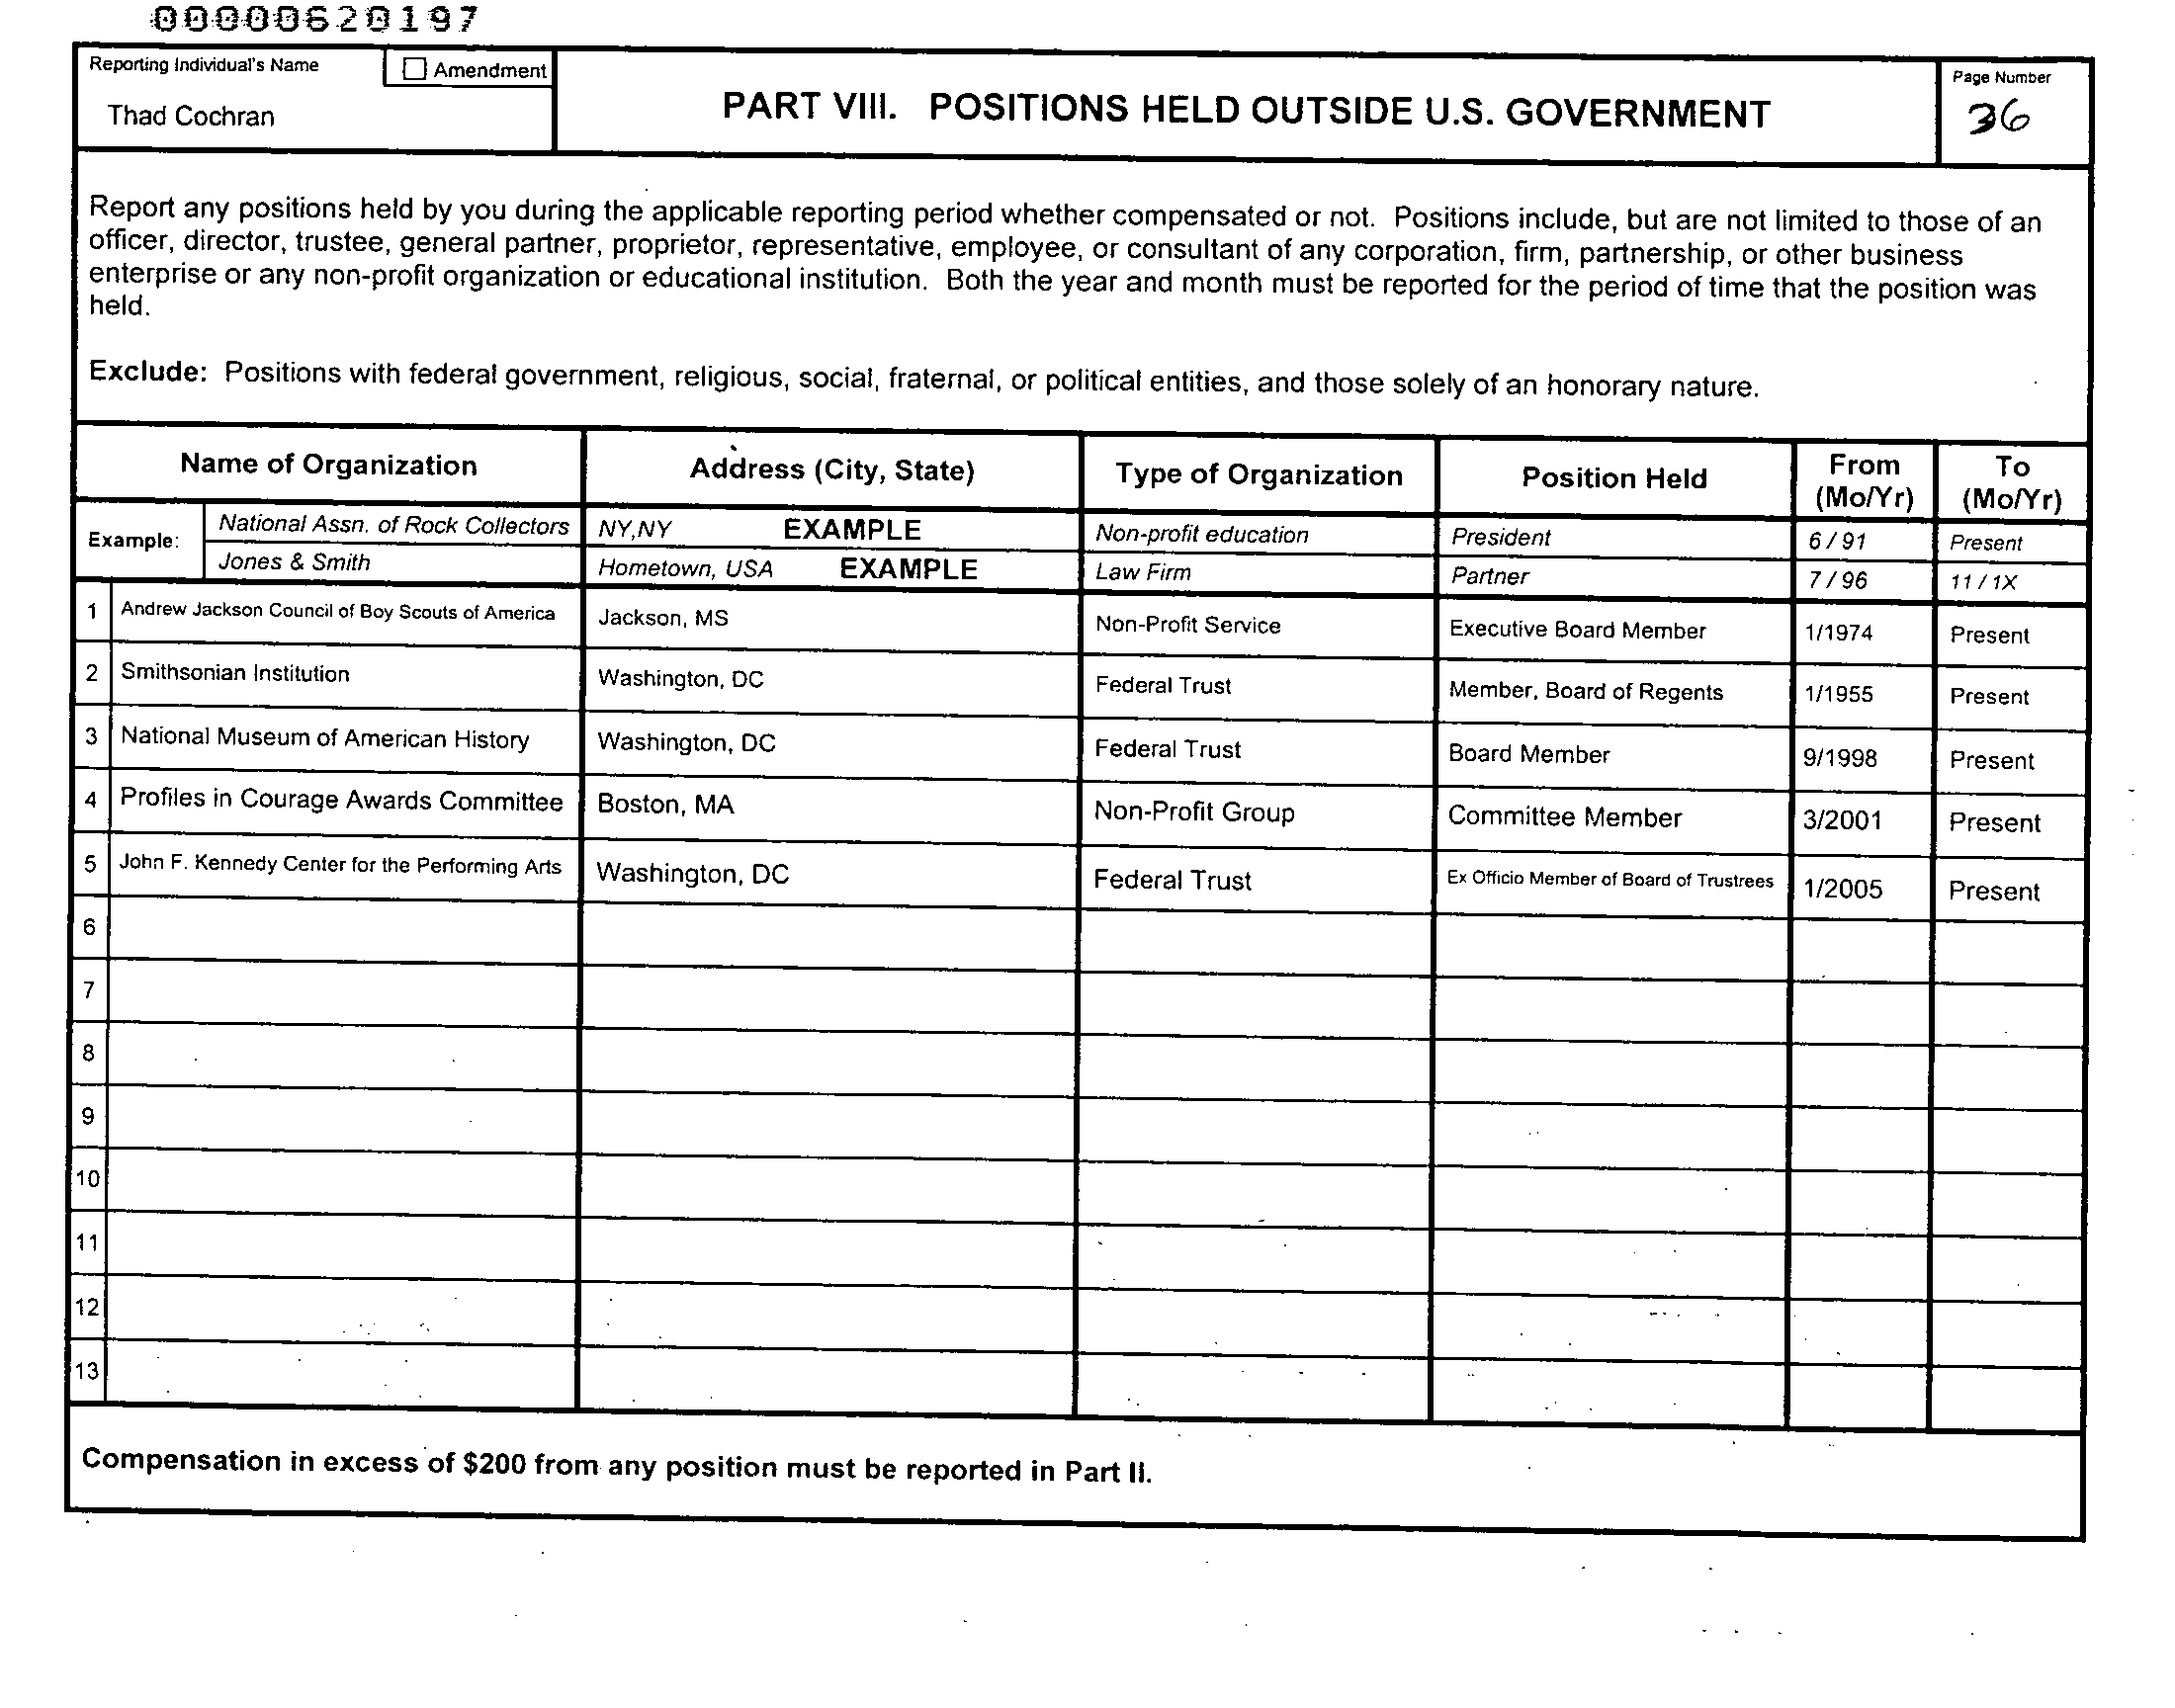 00000620197
Reporting Individual's Name
Amendment
Thad Cochran
PART VIII. POSITIONS HELD OUTSIDE U.S. GOVERNMENT
Page Number
36
Report any positions held by you during the applicable reporting period whether compensated or not. Positions include, but are not limited to those of an
officer, director, trustee, general partner, proprietor, representative, employee, or consultant of any corporation, firm, partnership, or other business
enterprise or any non-profit organization or educational institution. Both the year and month must be reported for the period of time that the position was
held.
Exclude: Positions with federal government, religious, social, fraternal, or political entities, and those solely of an honorary nature.
Name of Organization Address (City, State) Type of Organization Position Held From (Mo/Yr) To (Mo/Yr)
Example: National Assn. of Rock Collectors NY,NY EXAMPLE Non-profit education President 6 / 91 Present
Jones & Smith Hometown, USA EXAMPLE Law Firm Partner 7 / 96 11 / 1X
1 Andrew Jackson Council of Boy Scouts of America Jackson, MS Non-Profit Service Executive Board Member 1/1974 Present
2 Smithsonian Institution Washington, DC Federal Trust Member, Board of Regents 1/1955 Present
3 National Museum of American History Washington, DC Federal Trust Board Member 9/1998 Present
4 Profiles in Courage Awards Committee Boston, MA Non-Profit Group Committee Member 3/2001 Present
5 John F. Kennedy Center for the Performing Arts Washington, DC Federal Trust Ex Officio Member of Board of Trustrees 1/2005 Present
6
7
8
9
10
11
12
13
Compensation in excess of $200 from any position must be reported in Part II.